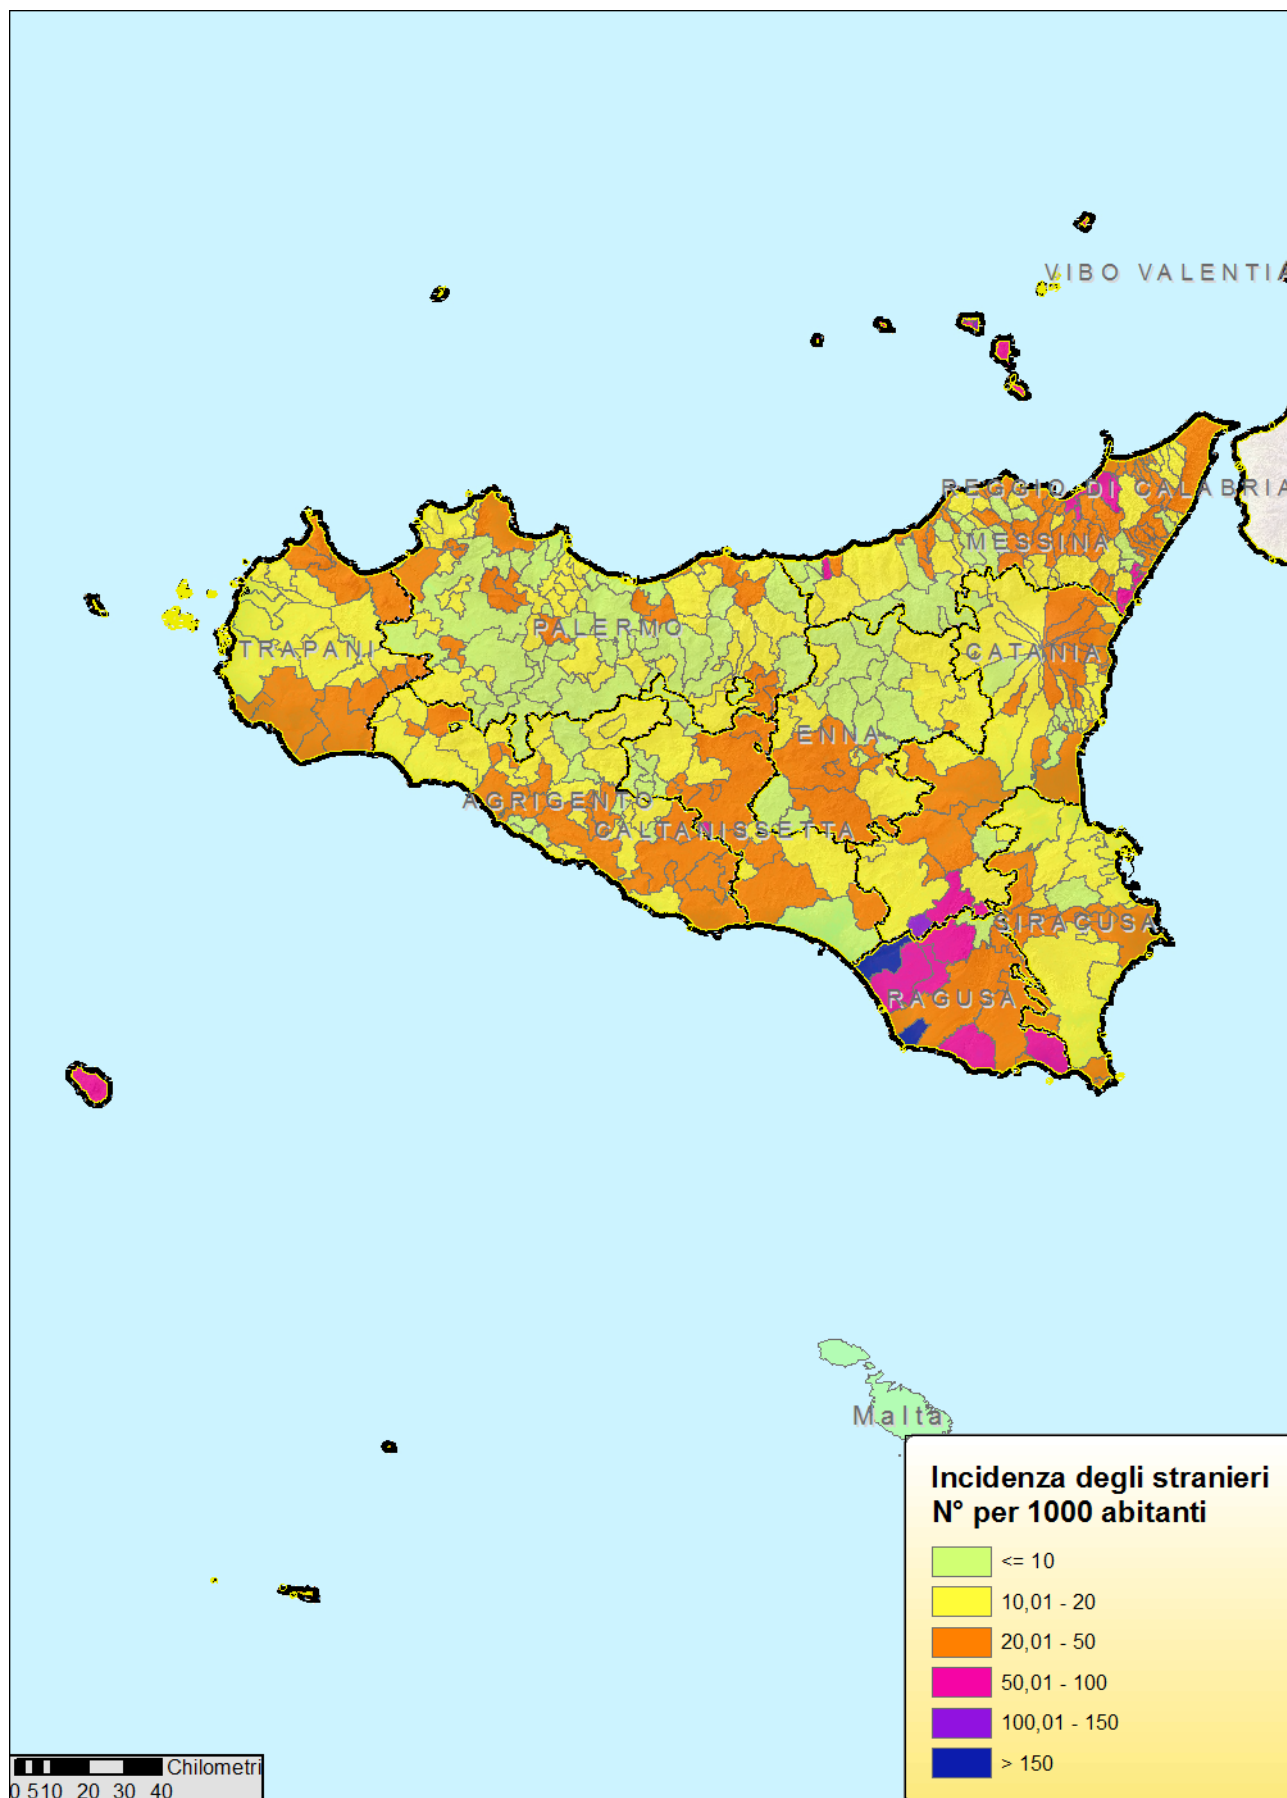 VIBO VALENTIA
REGGIO DI CALABRIA
MESSINA
PALERMO
TRAPANI
CATANIA
ENNA
AGRIGENTO
CALTANISSETTA
SIRACUSA
RAGUSA
Malta
Incidenza degli stranieri
N° per 1000 abitanti
<= 10
10,01 - 20
20,01 - 50
50,01 - 100
100,01 - 150
> 150
Chilometri
0 5 10 20 30 40